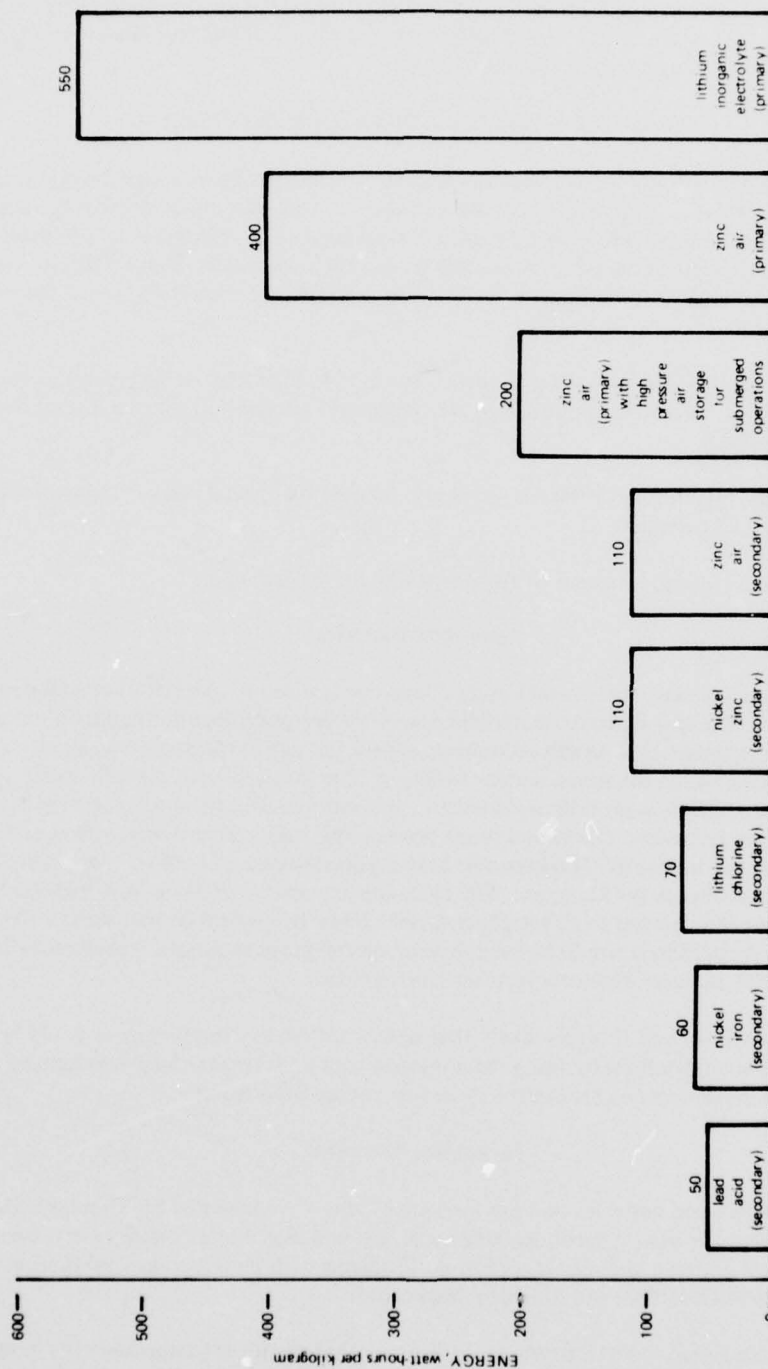 ENERGY, watt-hours per kilogram
600
500
400
300
200
100
0
50
lead
acid
(secondary)
60
nickel
iron
(secondary)
70
lithium
chlorine
(secondary)
110
nickel
zinc
(secondary)
110
zinc
air
(secondary)
200
zinc
air
(primary)
with
high
pressure
air
storage
for
submerged
operations
400
zinc
air
(primary)
550
lithium
inorganic
electrolyte
(primary)